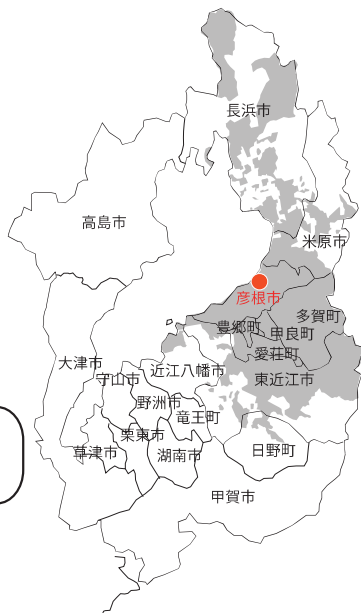 長浜市
高島市
米原市
彦根市
多賀町
豊郷町
甲良町
愛荘町
大津市
近江八幡市
東近江市
守山市
野洲市
竜王町
栗東市
草津市
湖南市
日野町
甲賀市